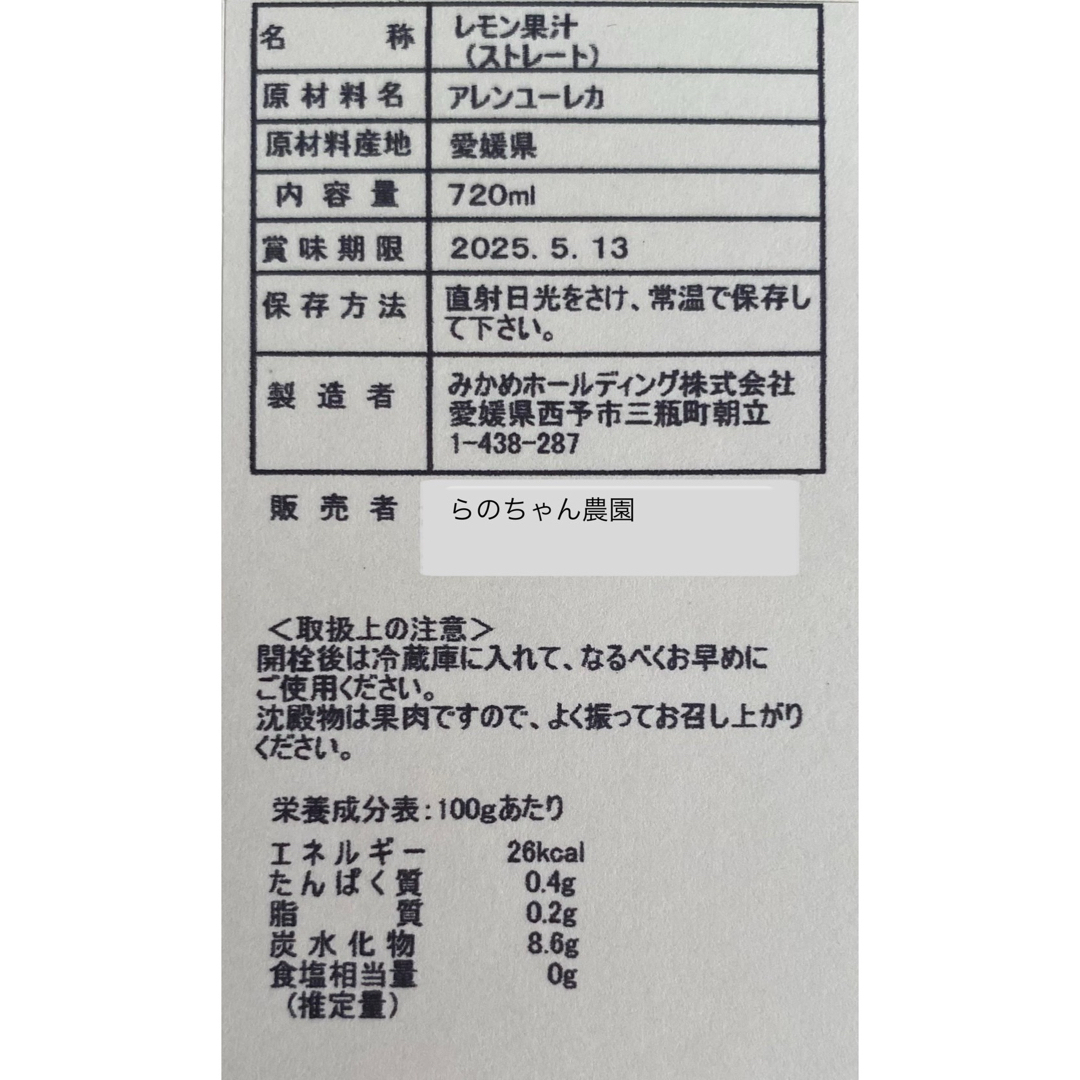 名称 レモン果汁
(ストレート)
原材料名 アレンユーレカ
原材料産地 愛媛県
内容量 720ml
賞味期限 2025. 5. 13
保存方法 直射日光をさけ、常温で保存し
て下さい。
製造者 みかめホールディング株式会社
愛媛県西予市三瓶町朝立
1-438-287
販売者 らのちゃん農園
<取扱上の注意>
開栓後は冷蔵庫に入れて、なるべくお早めに
ご使用ください。
沈殿物は果肉ですので、よく振ってお召し上がり
ください。
栄養成分表:100gあたり
エネルギー 26kcal
たんぱく質 0.4g
脂質 0.2g
炭水化物 8.6g
食塩相当量 0g
(推定量)